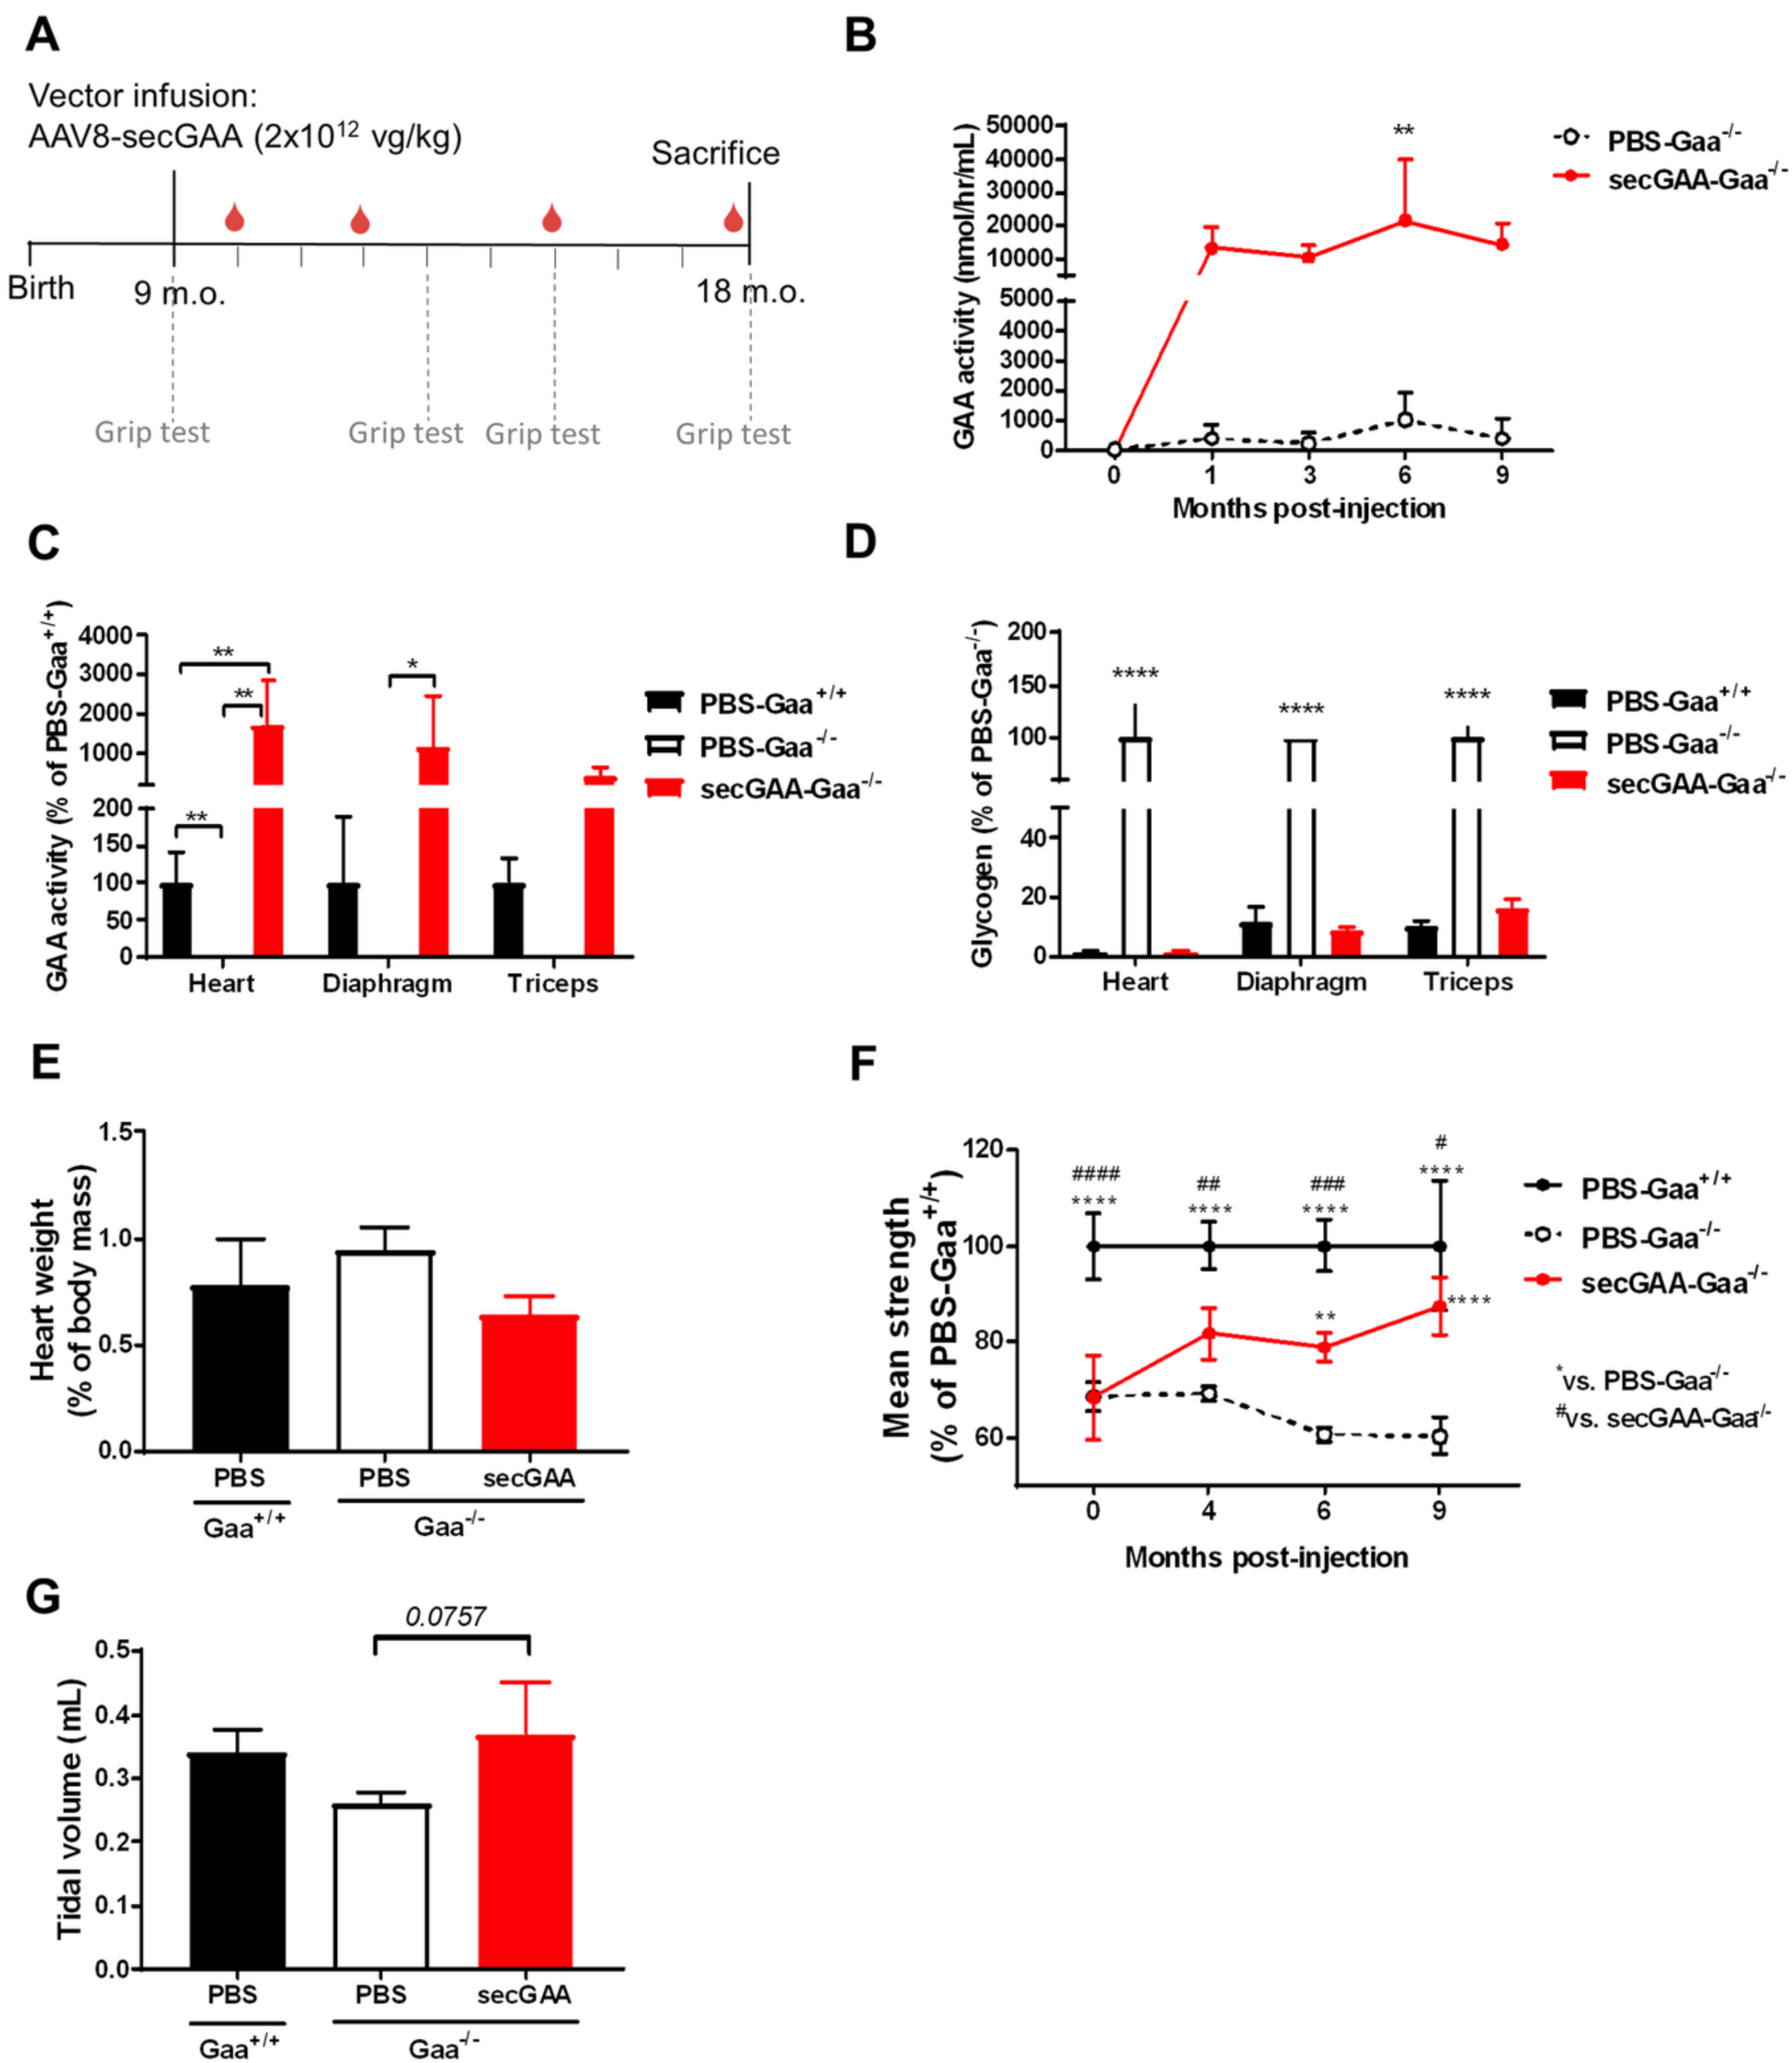 A
Vector infusion:
AAV8-secGAA (2x10¹² vg/kg)
Sacrifice
Birth
9 m.o.
18 m.o.
Grip test
Grip test
Grip test
Grip test
B
GAA activity (nmol/hr/mL)
50000
40000
30000
20000
10000
5000
4000
3000
2000
1000
0
**
0
1
3
6
9
Months post-injection
PBS-Gaa-/-
secGAA-Gaa-/-
C
GAA activity (% of PBS-Gaa+/+)
4000
3000
2000
1000
200
150
100
50
0
**
**
**
*
Heart
Diaphragm
Triceps
PBS-Gaa+/+
PBS-Gaa-/-
secGAA-Gaa-/-
D
Glycogen (% of PBS-Gaa-/-)
200
150
100
40
20
0
****
****
****
Heart
Diaphragm
Triceps
PBS-Gaa+/+
PBS-Gaa-/-
secGAA-Gaa-/-
E
Heart weight
(% of body mass)
1.5
1.0
0.5
0.0
PBS
PBS
secGAA
Gaa+/+
Gaa-/-
F
Mean strength
(% of PBS-Gaa+/+)
120
100
80
60
####
****
##
****
###
****
#
****
**
****
0
4
6
9
Months post-injection
PBS-Gaa+/+
PBS-Gaa-/-
secGAA-Gaa-/-
*vs. PBS-Gaa-/-
#vs. secGAA-Gaa-/-
G
Tidal volume (mL)
0.5
0.4
0.3
0.2
0.1
0.0
0.0757
PBS
PBS
secGAA
Gaa+/+
Gaa-/-